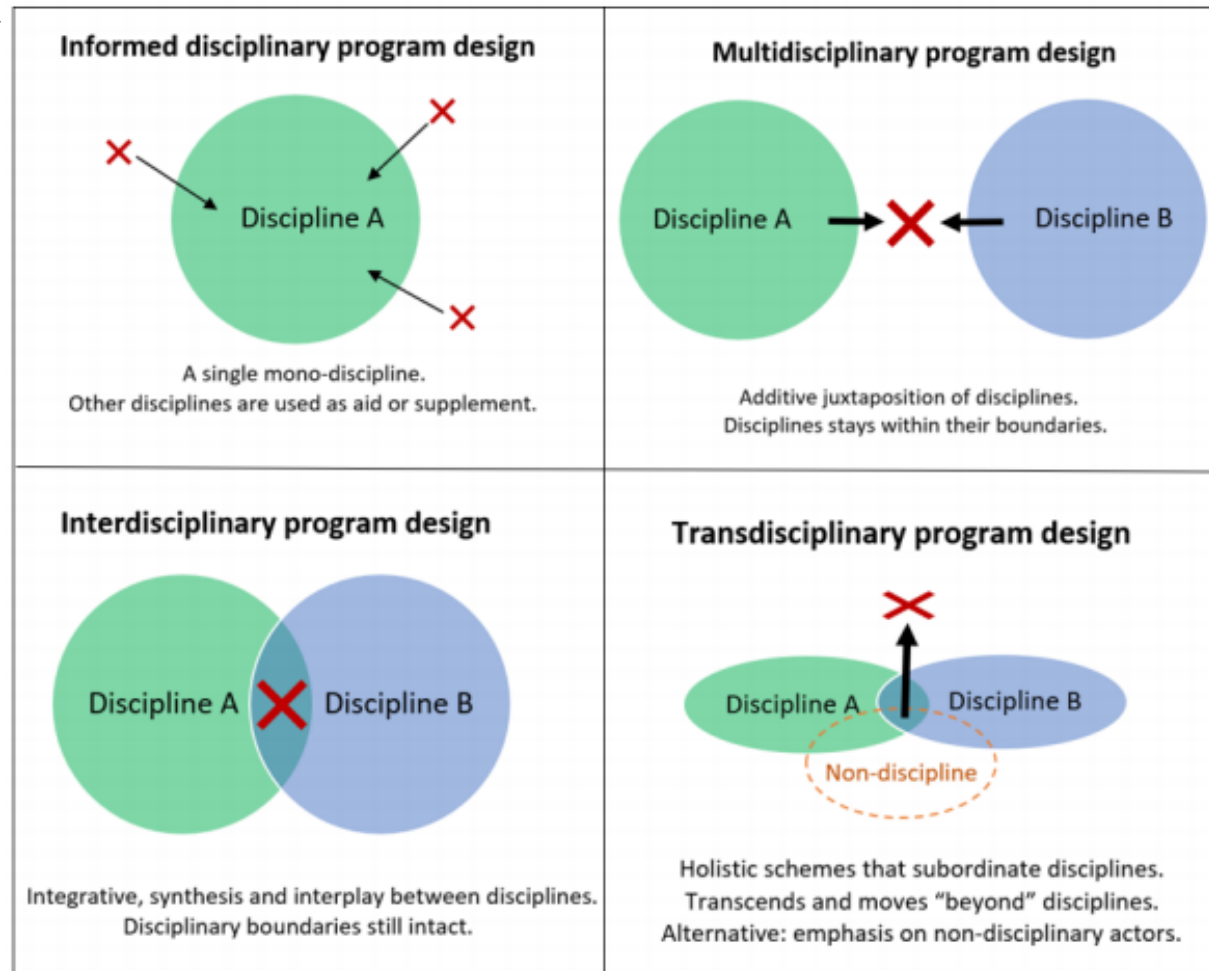 Informed disciplinary program design
Discipline A
A single mono-discipline.
Other disciplines are used as aid or supplement.
Multidisciplinary program design
Discipline A
Discipline B
Additive juxtaposition of disciplines.
Disciplines stays within their boundaries.
Interdisciplinary program design
Discipline A
Discipline B
Integrative, synthesis and interplay between disciplines.
Disciplinary boundaries still intact.
Transdisciplinary program design
Discipline A
Discipline B
Non-discipline
Holistic schemes that subordinate disciplines.
Transcends and moves “beyond” disciplines.
Alternative: emphasis on non-disciplinary actors.